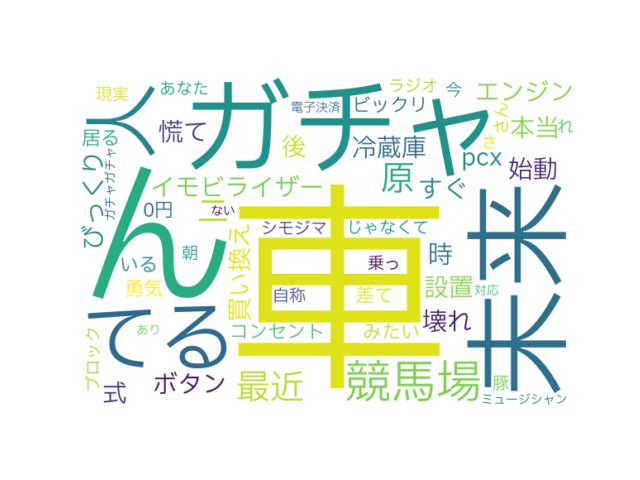 現実
あなた
ガチャ
電子決済
ラジオ
今
エンジン
ビックリ
さん
本当
れ
慌て
後
冷蔵庫
さ
居る
人
ガチャガチャ
pcx
始動
びっくり
イモビライザー
原
すぐ
0円
二
ない
シモジマ
じゃなくて
未来
ん
車
買い換え
時
いる
朝
乗っ
勇気
自称
差て
設置
対応
てる
コンセント
みたい
壊れ
あり
ブロック
ボタン
最近
競馬場
豚
式
ミュージシャン